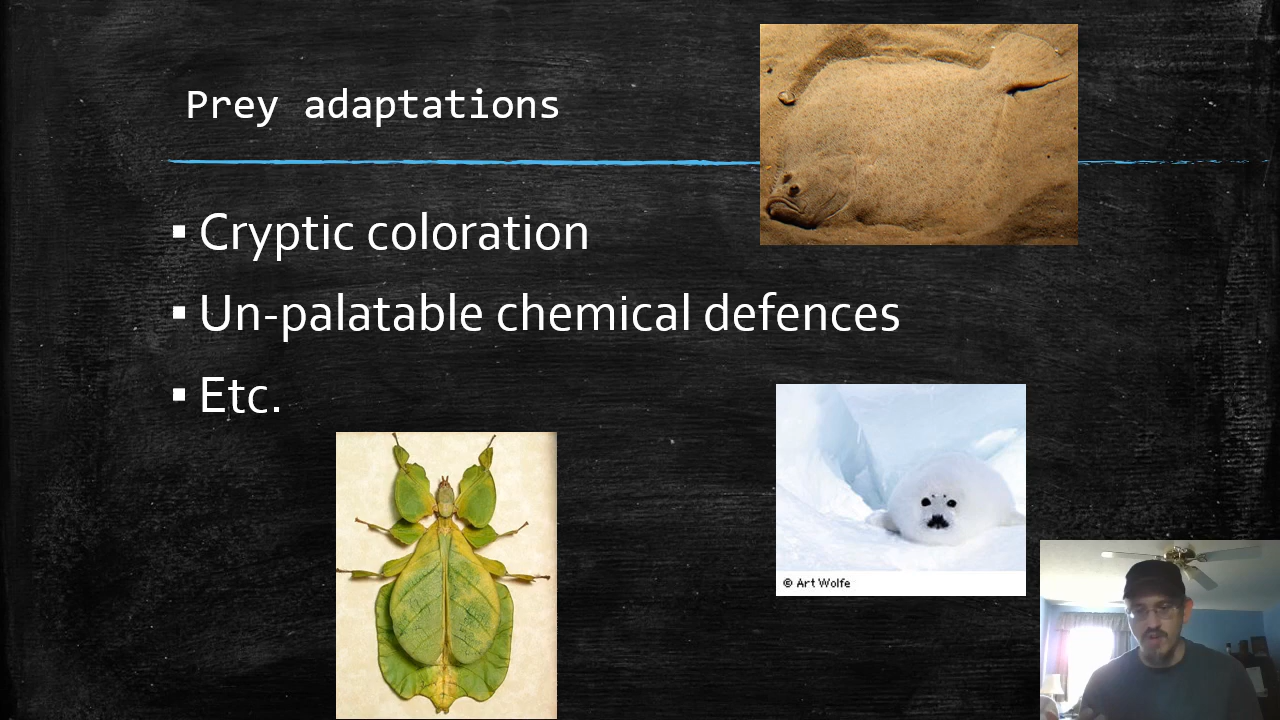 Prey adaptations
▪ Cryptic coloration
▪ Un-palatable chemical defences
▪ Etc.
© Art Wolfe